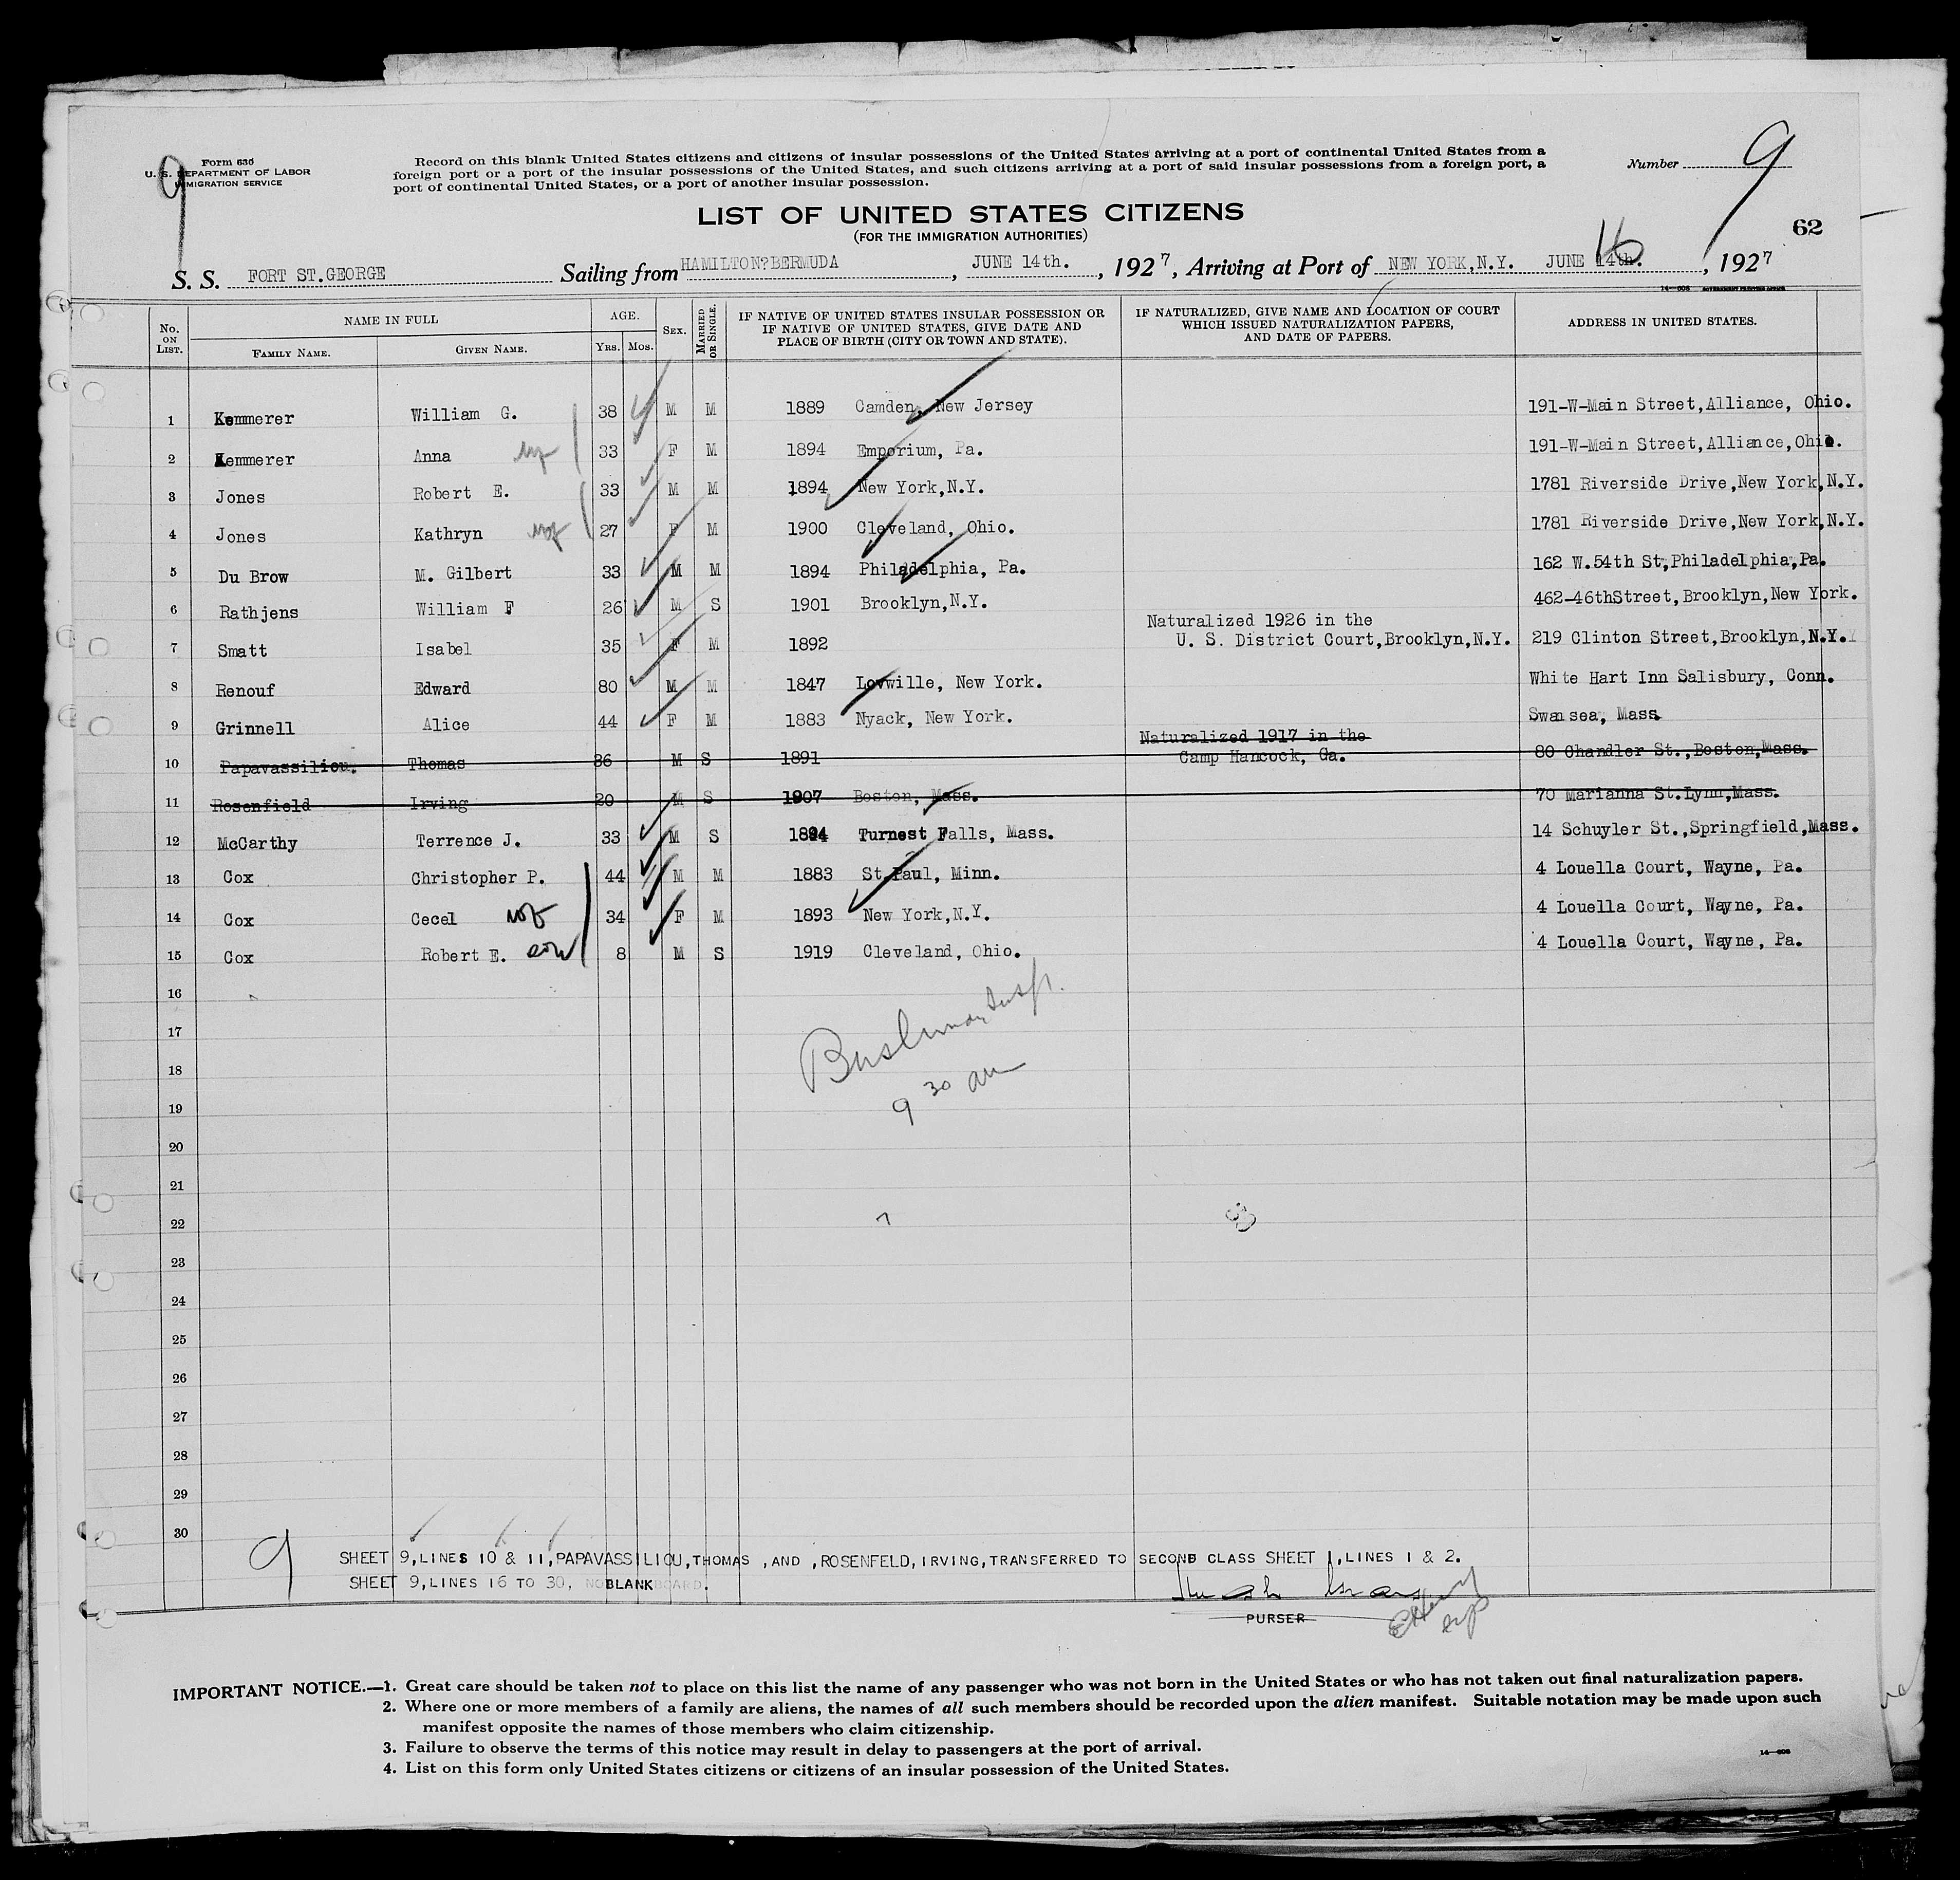 Form 630
U. S. DEPARTMENT OF LABOR
IMMIGRATION SERVICE
9
Record on this blank United States citizens and citizens of insular possessions of the United States arriving at a port of continental United States from a
foreign port or a port of the insular possessions of the United States, and such citizens arriving at a port of said insular possessions from a foreign port, a
port of continental United States, or a port of another insular possession.
Number 9
LIST OF UNITED STATES CITIZENS
(FOR THE IMMIGRATION AUTHORITIES)
62
S. S. FORT ST.GEORGE Sailing from HAMILTON?BERMUDA, JUNE 14th., 1927, Arriving at Port of NEW YORK,N.Y. JUNE 14th. 16, 1927
No. ON LIST. NAME IN FULL AGE. SEX. MARRIED OR SINGLE. IF NATIVE OF UNITED STATES INSULAR POSSESSION OR IF NATIVE OF UNITED STATES, GIVE DATE AND PLACE OF BIRTH (CITY OR TOWN AND STATE). IF NATURALIZED, GIVE NAME AND LOCATION OF COURT WHICH ISSUED NATURALIZATION PAPERS, AND DATE OF PAPERS. ADDRESS IN UNITED STATES.
FAMILY NAME. GIVEN NAME. YRS. MOS.
1 Kemmerer William G. 38 M M 1889 Camden, New Jersey 191-W-Main Street,Alliance, Ohio.
2 Kemmerer Anna 33 F M 1894 Emporium, Pa. 191-W-Main Street,Alliance,Ohio.
3 Jones Robert E. 33 M M 1894 New York,N.Y. 1781 Riverside Drive,New York,N.Y.
4 Jones Kathryn 27 F M 1900 Cleveland, Ohio. 1781 Riverside Drive,New York,N.Y.
5 Du Brow M. Gilbert 33 M M 1894 Philadelphia, Pa. 162 W.54th St,Philadelphia,Pa.
6 Rathjens William F 26 M S 1901 Brooklyn,N.Y. 462-46thStreet,Brooklyn,New York.
7 Smatt Isabel 35 F M 1892 Naturalized 1926 in the U. S. District Court,Brooklyn,N.Y. 219 Clinton Street,Brooklyn,N.Y.
8 Renouf Edward 80 M M 1847 Lovwille, New York. White Hart Inn Salisbury, Conn.
9 Grinnell Alice 44 F M 1883 Nyack, New York. Swansea, Mass
10 Papavassiliou. Thomas 36 M S 1891 Naturalized 1917 in the Camp Hancock, Ga. 80 Chandler St.,Boston,Mass.
11 Rosenfield Irving 20 M S 1907 Boston, Mass. 70 Marianna St.Lynn,Mass.
12 McCarthy Terrence J. 33 M S 1894 Turnest Falls, Mass. 14 Schuyler St.,Springfield,Mass.
13 Cox Christopher P. 44 M M 1883 St.Paul, Minn. 4 Louella Court, Wayne, Pa.
14 Cox Cecel 34 F M 1893 New York,N.Y. 4 Louella Court, Wayne, Pa.
15 Cox Robert E. 8 M S 1919 Cleveland, Ohio. 4 Louella Court, Wayne, Pa.
16
17
18
9 30 am
19
20
21
22
23
24
25
26
27
28
29
30
9
SHEET 9,LINES 10 & 11,PAPAVASSILIOU,THOMAS ,AND ,ROSENFELD,IRVING,TRANSFERRED TO SECOND CLASS SHEET 1,LINES 1 & 2.
SHEET 9,LINES 16 TO 30, BLANK.
PURSER
IMPORTANT NOTICE.—1. Great care should be taken not to place on this list the name of any passenger who was not born in the United States or who has not taken out final naturalization papers.
2. Where one or more members of a family are aliens, the names of all such members should be recorded upon the alien manifest. Suitable notation may be made upon such
manifest opposite the names of those members who claim citizenship.
3. Failure to observe the terms of this notice may result in delay to passengers at the port of arrival.
4. List on this form only United States citizens or citizens of an insular possession of the United States.